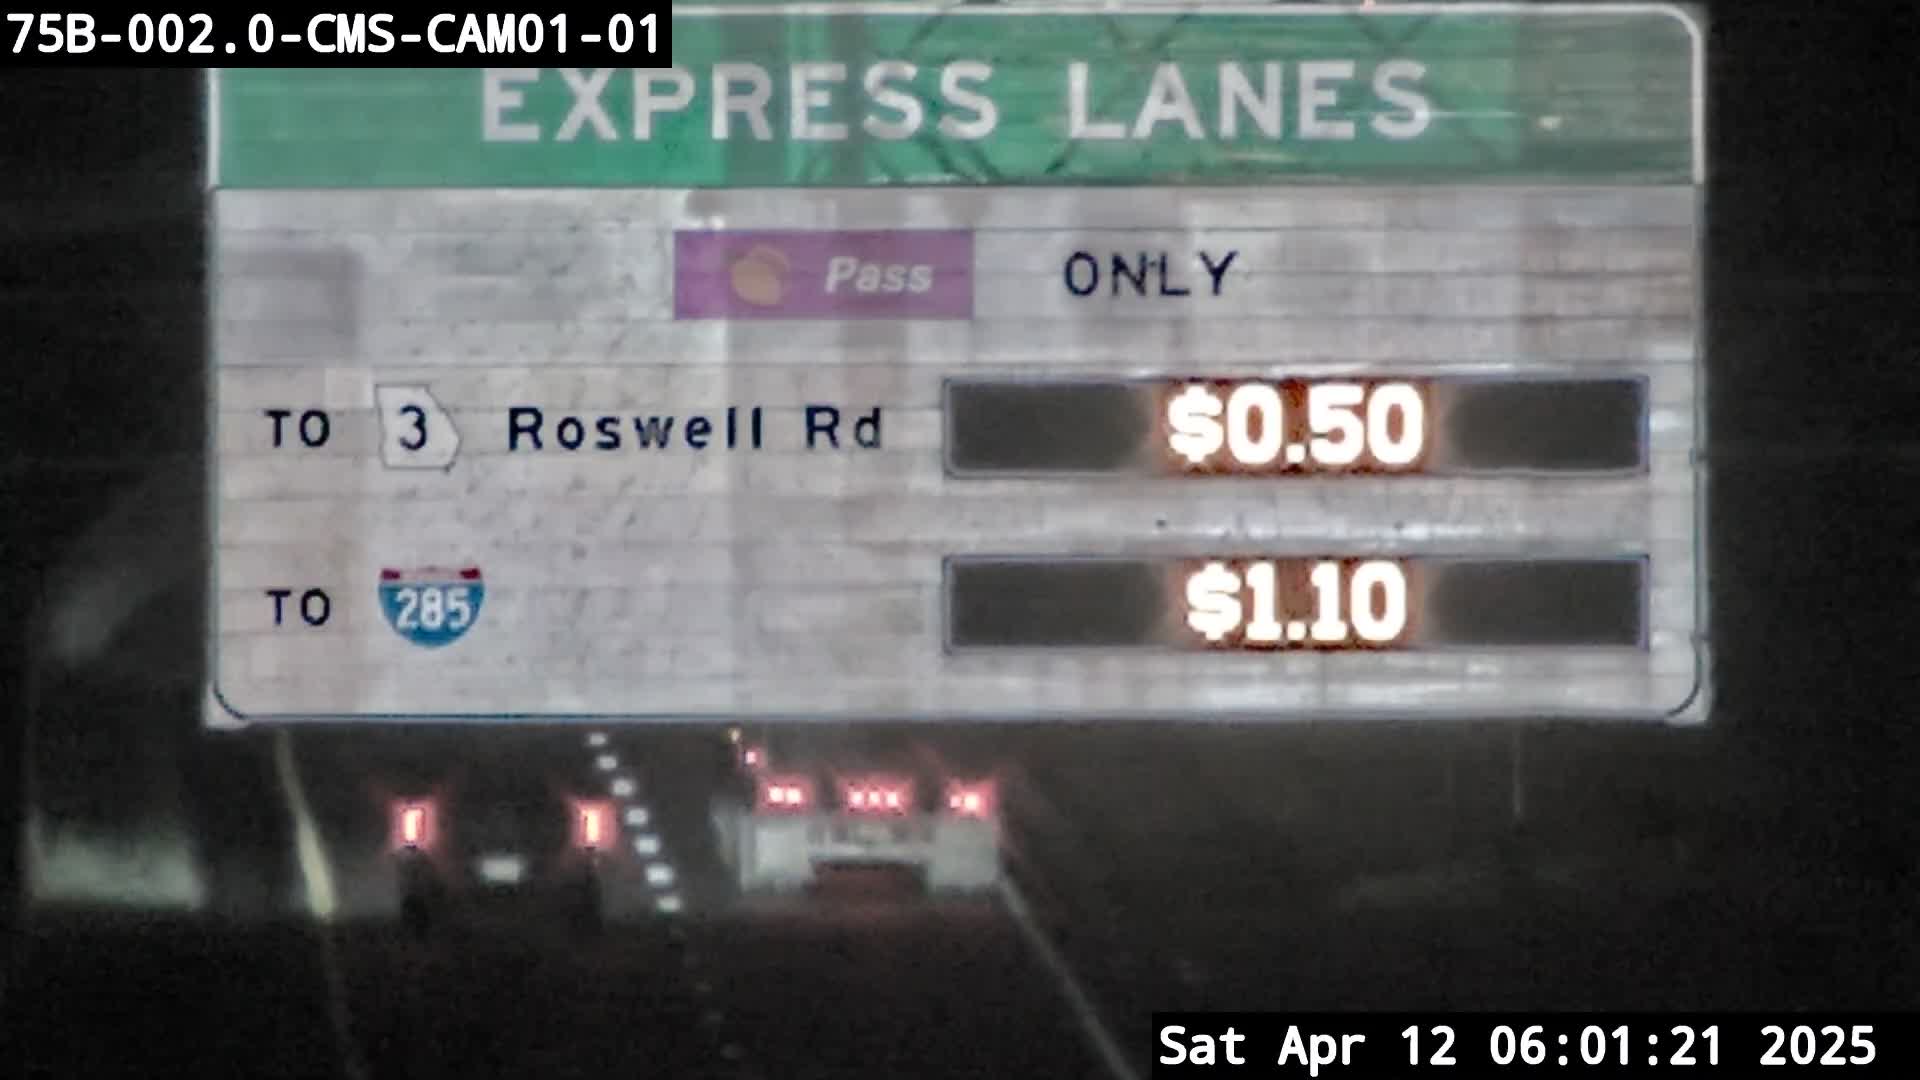 75B-002.0-CMS-CAM01-01
EXPRESS LANES
Pass ONLY
TO 3 Roswell Rd $0.50
TO 285 $1.10
Sat Apr 12 06:01:21 2025